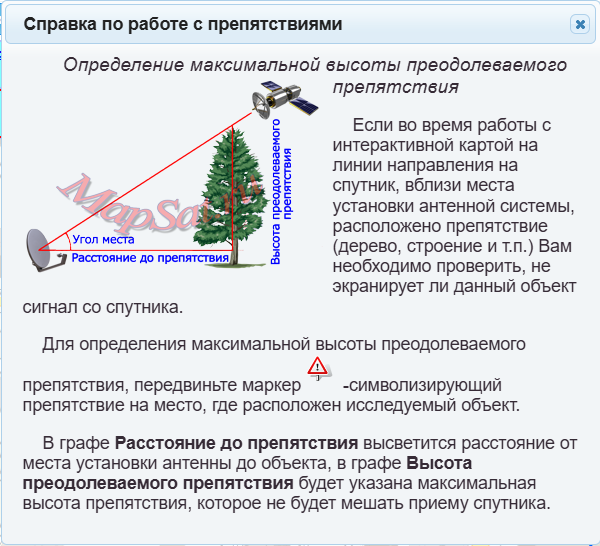 Справка по работе с препятствиями
Определение максимальной высоты преодолеваемого
препятствия
Если во время работы с
интерактивной картой на
линии направления на
спутник, вблизи места
установки антенной системы,
расположено препятствие
(дерево, строение и т.п.) Вам
необходимо проверить, не
экранирует ли данный объект
сигнал со спутника.
MapSat.ru
Угол места
Расстояние до препятствия
Высота преодолеваемого
препятствия
Для определения максимальной высоты преодолеваемого
препятствия, передвиньте маркер -символизирующий
препятствие на место, где расположен исследуемый объект.
В графе Расстояние до препятствия высветится расстояние от
места установки антенны до объекта, в графе Высота
преодолеваемого препятствия будет указана максимальная
высота препятствия, которое не будет мешать приему спутника.